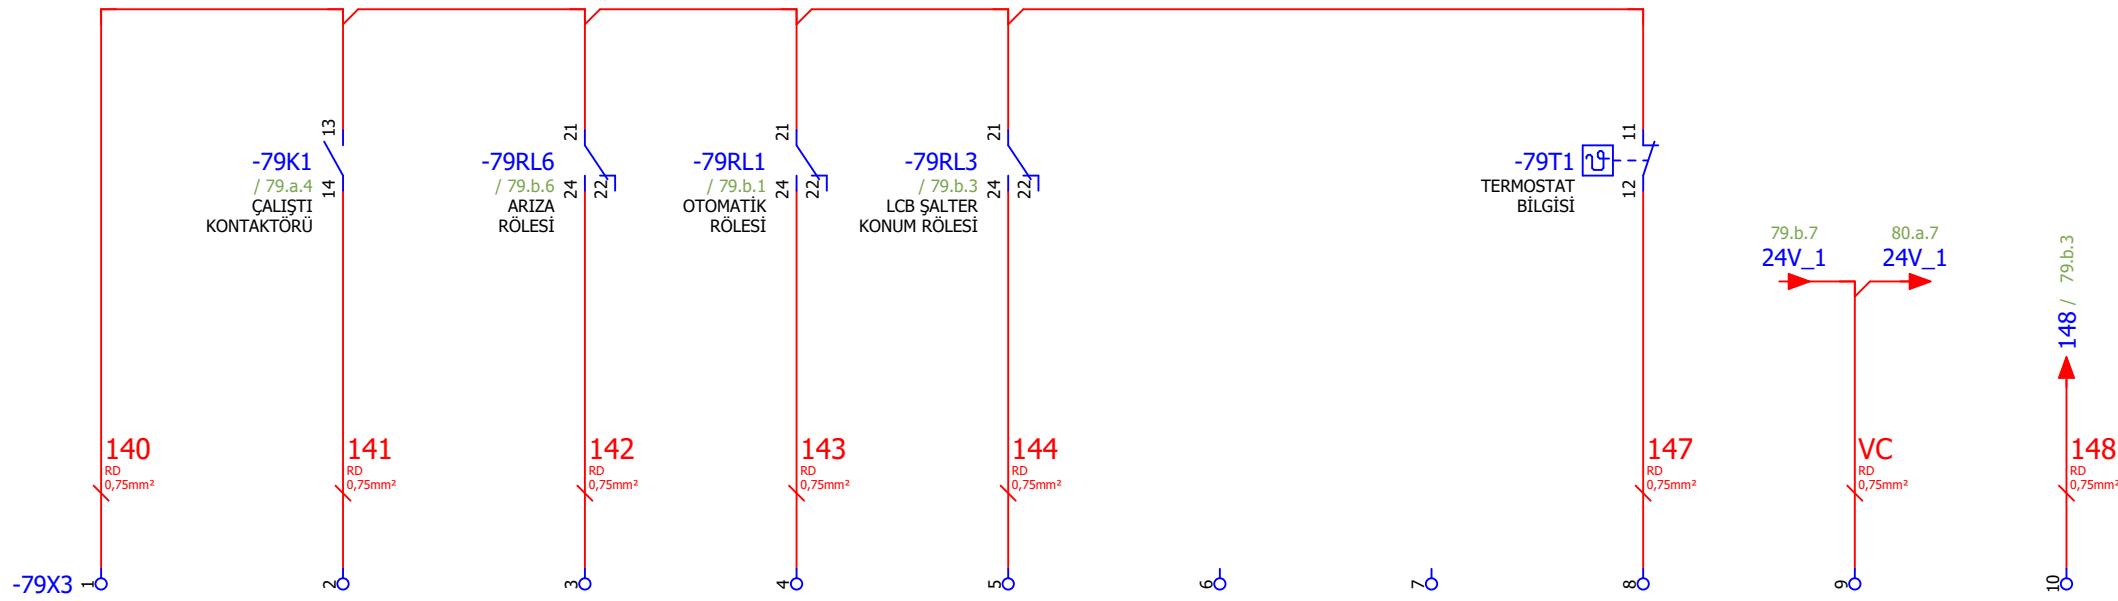 13
21
21
21
11
-79K1
/ 79.a.4
ÇALIŞTI
KONTAKTÖRÜ
14
-79RL6
/ 79.b.6
ARIZA
RÖLESİ
24
22
-79RL1
/ 79.b.1
OTOMATİK
RÖLESİ
24
22
-79RL3
/ 79.b.3
LCB ŞALTER
KONUM RÖLESİ
24
22
-79T1
TERMOSTAT
BİLGİSİ
12
79.b.7
24V_1
80.a.7
24V_1
148 / 79.b.3
140
RD
0,75mm²
141
RD
0,75mm²
142
RD
0,75mm²
143
RD
0,75mm²
144
RD
0,75mm²
147
RD
0,75mm²
VC
RD
0,75mm²
148
RD
0,75mm²
-79X3
1
2
3
4
5
6
7
8
9
10